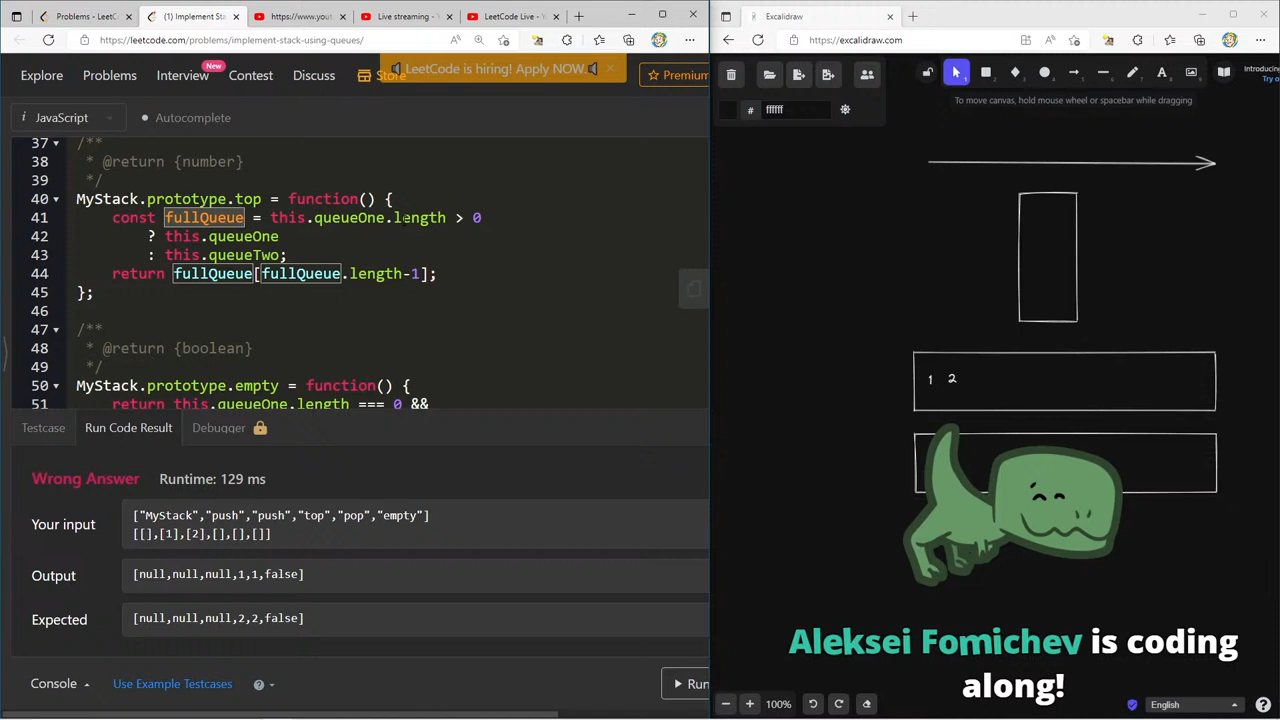 Problems - LeetC
(1) Implement Sta
https://www.yout
Live streaming - Y
LeetCode Live - Y
https://leetcode.com/problems/implement-stack-using-queues/
LeetCode is hiring! Apply NOW.
Explore
Problems
Interview
New
Contest
Discuss
Store
Premium
JavaScript
Autocomplete
37 /**
38 * @return {number}
39 */
40 MyStack.prototype.top = function() {
41 const fullQueue = this.queueOne.length > 0
42 ? this.queueOne
43 : this.queueTwo;
44 return fullQueue[fullQueue.length-1];
45 };
46
47 /**
48 * @return {boolean}
49 */
50 MyStack.prototype.empty = function() {
51 return this.queueOne.length === 0 &&
Testcase
Run Code Result
Debugger
Wrong Answer
Runtime: 129 ms
Your input
["MyStack","push","push","top","pop","empty"]
[[],[1],[2],[],[],[]]
Output
[null,null,null,1,1,false]
Expected
[null,null,null,2,2,false]
Console
Use Example Testcases
Run
Excalidraw
https://excalidraw.com
Introducing
Try o
To move canvas, hold mouse wheel or spacebar while dragging
# ffffff
1 2
Aleksei Fomichev is coding
along!
100%
English